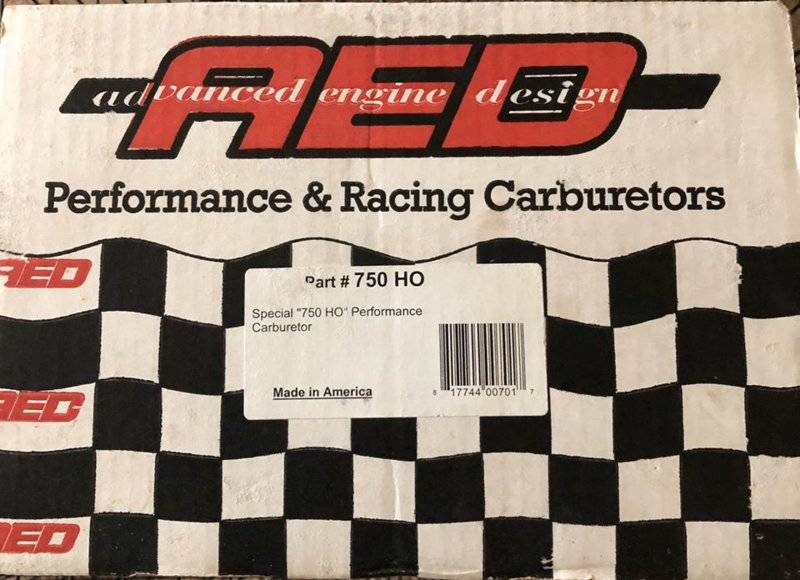 AED
advanced engine design
Performance & Racing Carburetors
AED
Part # 750 HO
Special "750 HO" Performance
Carburetor
Made in America
8 17744 00701 7
AED
AED